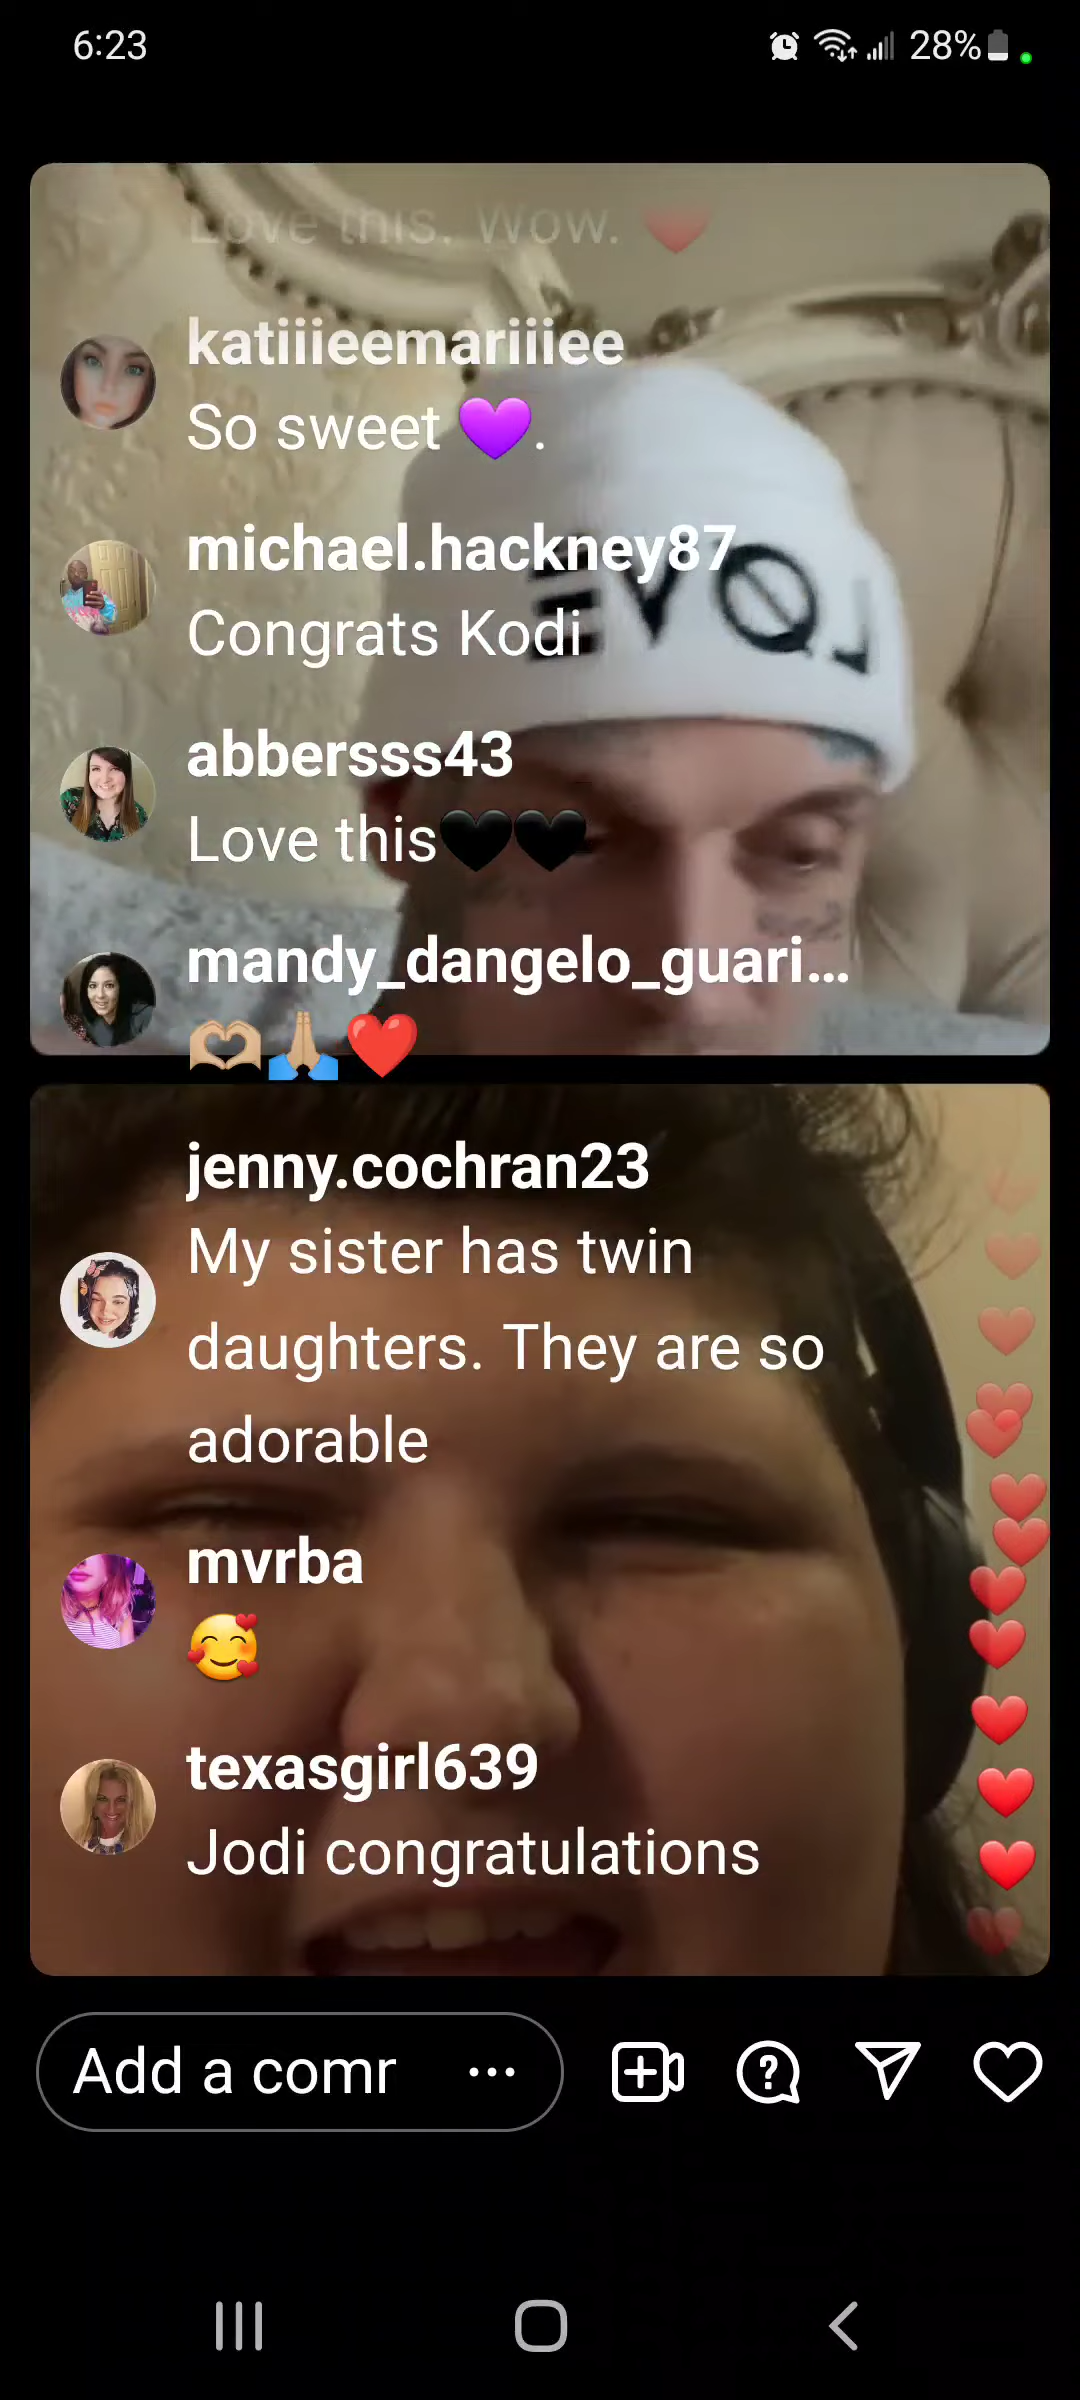 6:23
28%
Love this. Wow. ❤️
katiiieemariiiee
So sweet 💜.
michael.hackney87
Congrats Kodi
abbersss43
Love this🖤🖤
mandy_dangelo_guari...
🫶🏼🙏🏼❤️
jenny.cochran23
My sister has twin
daughters. They are so
adorable
mvrba
🥰
texasgirl639
Jodi congratulations
Add a comr